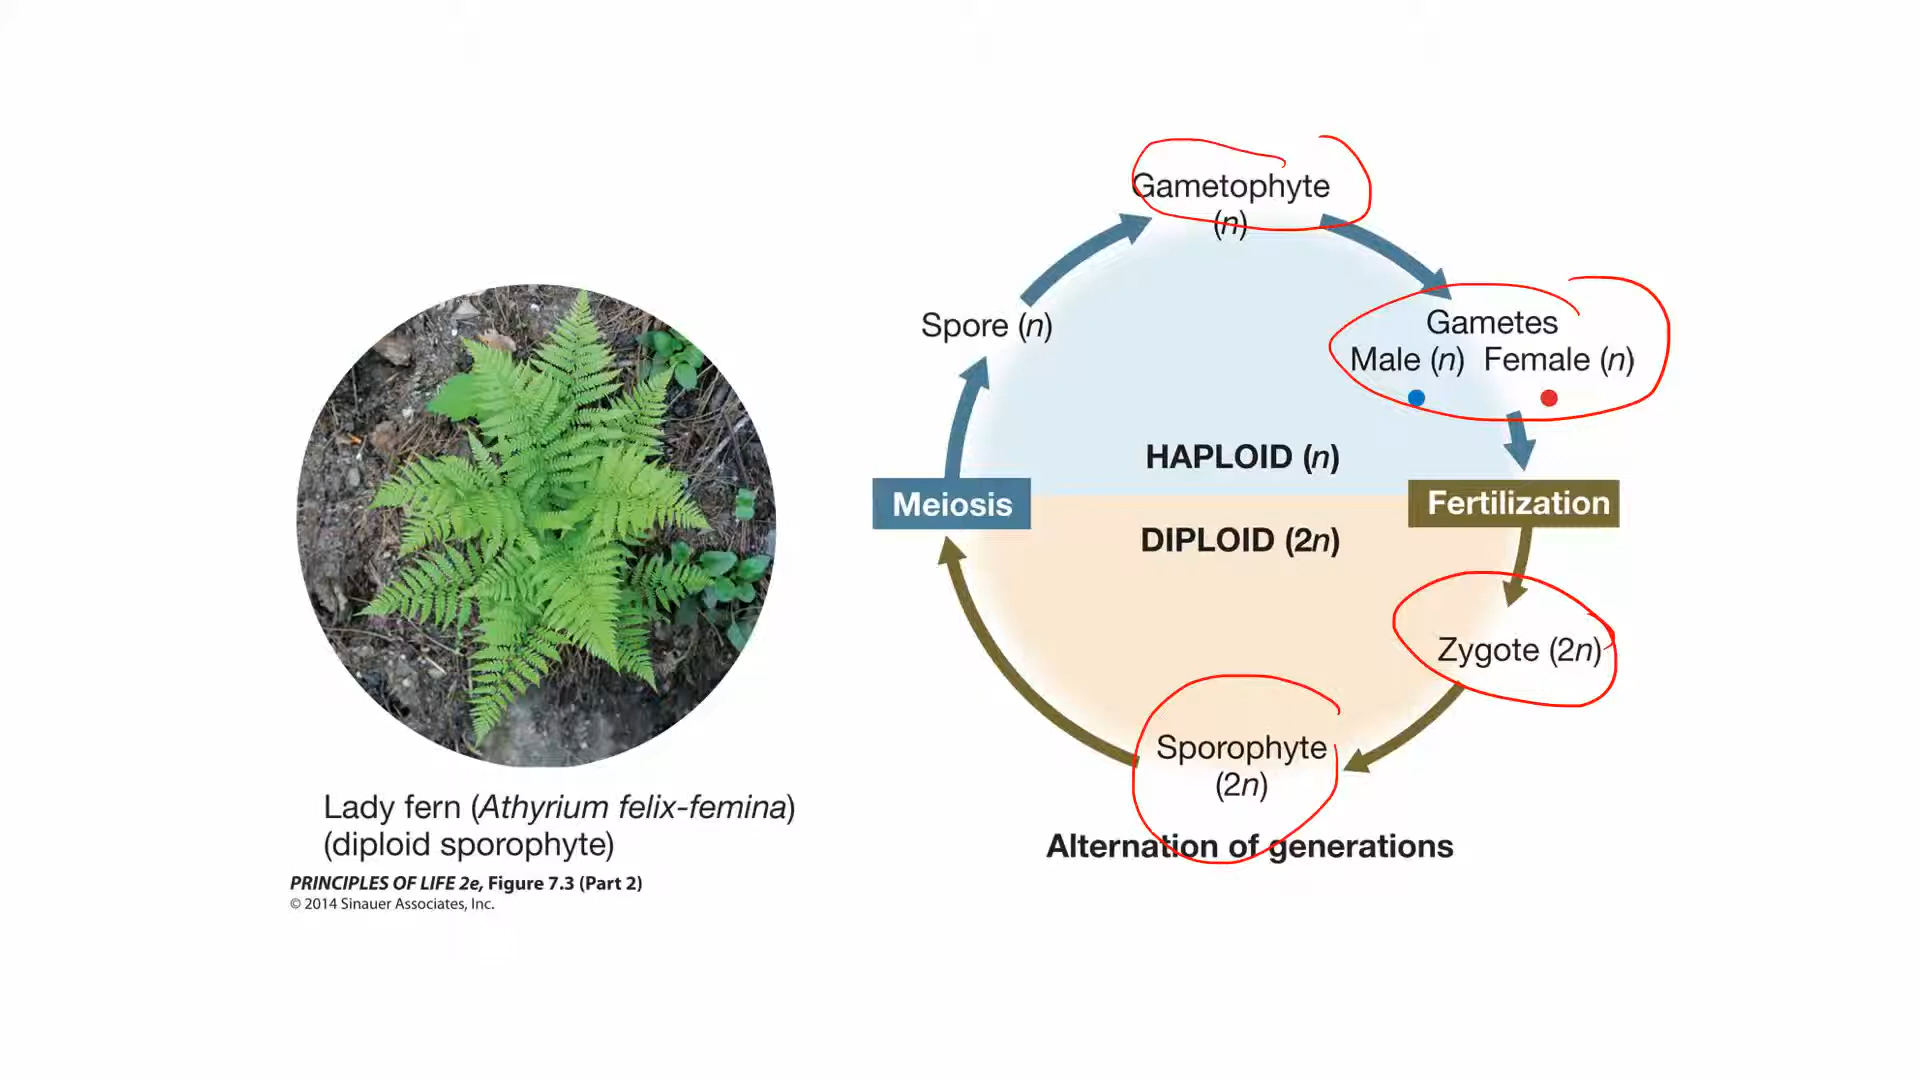 Gametophyte
(n)
Spore (n)
Gametes
Male (n) Female (n)
HAPLOID (n)
Meiosis
Fertilization
DIPLOID (2n)
Zygote (2n)
Sporophyte
(2n)
Alternation of generations
Lady fern (Athyrium felix-femina)
(diploid sporophyte)
PRINCIPLES OF LIFE 2e, Figure 7.3 (Part 2)
© 2014 Sinauer Associates, Inc.